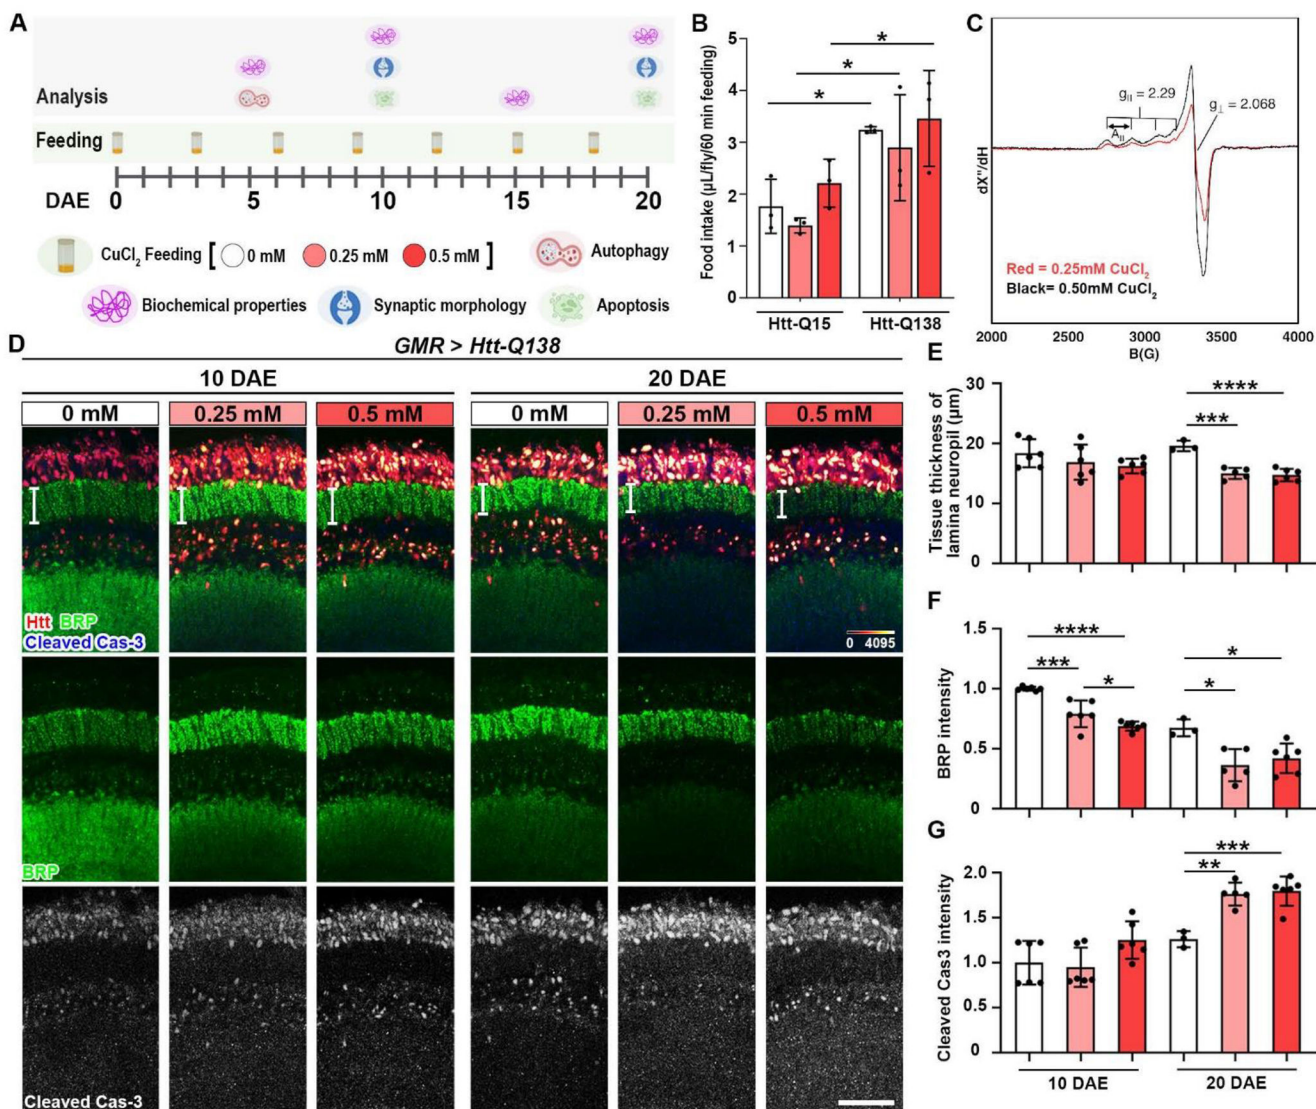 A
Analysis
Feeding
DAE 0 5 10 15 20
CuCl₂ Feeding [ 0 mM 0.25 mM 0.5 mM ] Autophagy
Biochemical properties Synaptic morphology Apoptosis
B
Food intake (μL/fly/60 min feeding)
5
4
3
2
1
0
* * *
Htt-Q15 Htt-Q138
C
dX"/dH
g|| = 2.29
g⊥ = 2.068
A||
Red = 0.25mM CuCl₂
Black= 0.50mM CuCl₂
2000 2500 3000 3500 4000
B(G)
D
GMR > Htt-Q138
10 DAE 20 DAE
0 mM 0.25 mM 0.5 mM 0 mM 0.25 mM 0.5 mM
Htt BRP
Cleaved Cas-3
0 4095
BRP
Cleaved Cas-3
E
Tissue thickness of
lamina neuropil (μm)
30
20
10
0
****
***
F
BRP intensity
1.5
1.0
0.5
0
****
*** *
*
*
G
Cleaved Cas3 intensity
2.0
1.5
1.0
0.5
0
***
**
10 DAE 20 DAE